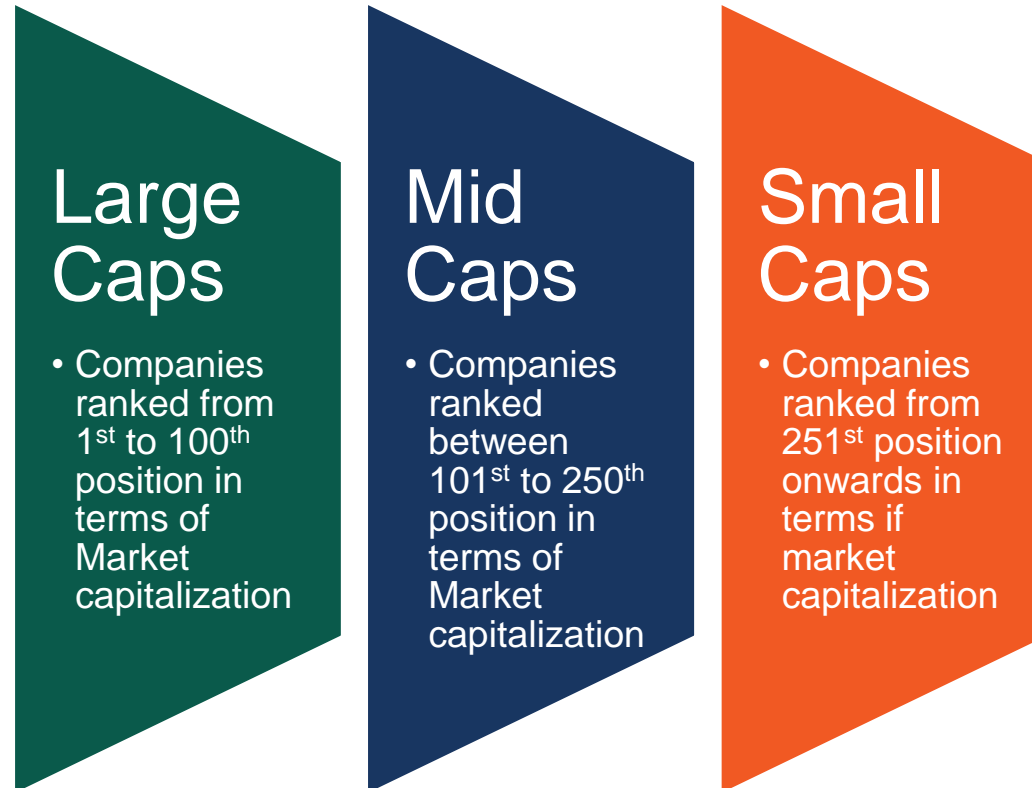 Large
Caps
• Companies
ranked from
1st to 100th
position in
terms of
Market
capitalization
Mid
Caps
• Companies
ranked
between
101st to 250th
position in
terms of
Market
capitalization
Small
Caps
• Companies
ranked from
251st position
onwards in
terms if
market
capitalization